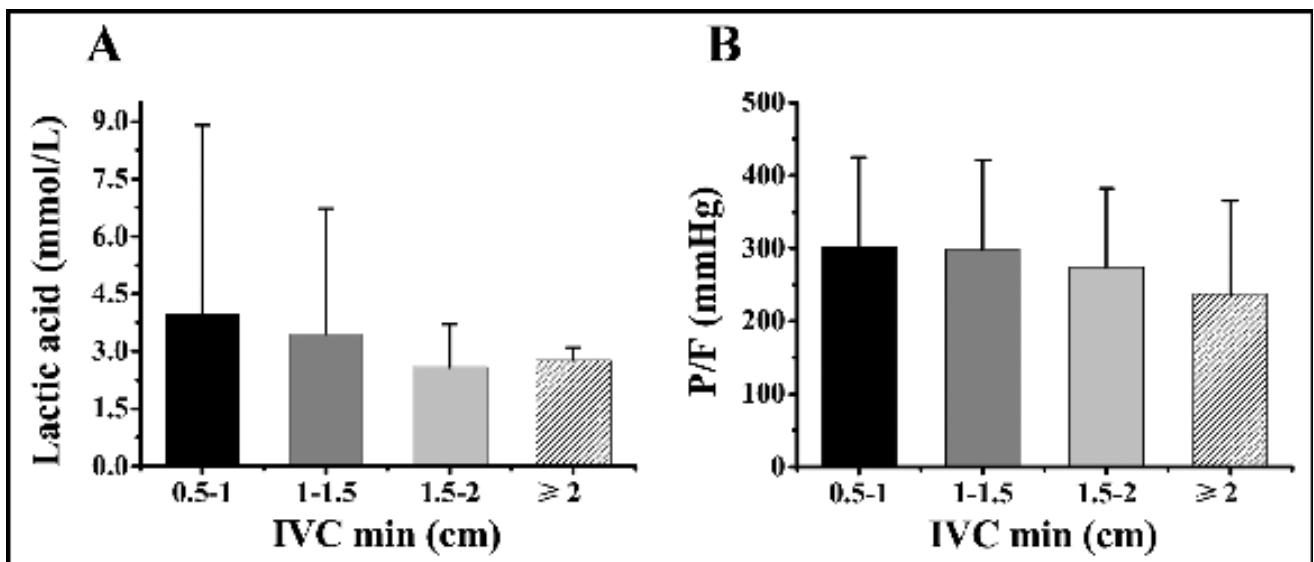 A
Lactic acid (mmol/L)
9.0
7.5
6.0
4.5
3.0
1.5
0.0
0.5-1 1-1.5 1.5-2 ≥2
IVC min (cm)
B
P/F (mmHg)
500
400
300
200
100
0
0.5-1 1-1.5 1.5-2 ≥2
IVC min (cm)